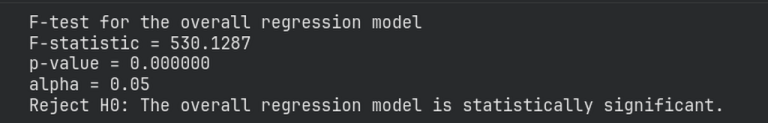 F-test for the overall regression model
F-statistic = 530.1287
p-value = 0.000000
alpha = 0.05
Reject H0: The overall regression model is statistically significant.